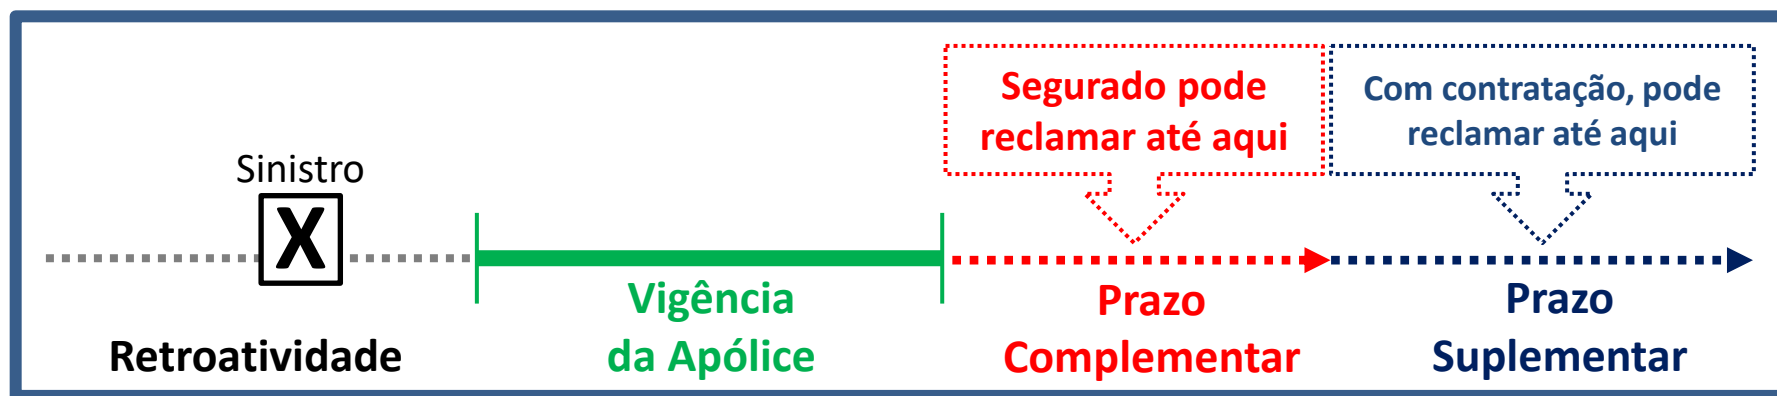 Segurado pode
reclamar até aqui
Com contratação, pode
reclamar até aqui
Sinistro
X
Retroatividade
Vigência
da Apólice
Prazo
Complementar
Prazo
Suplementar